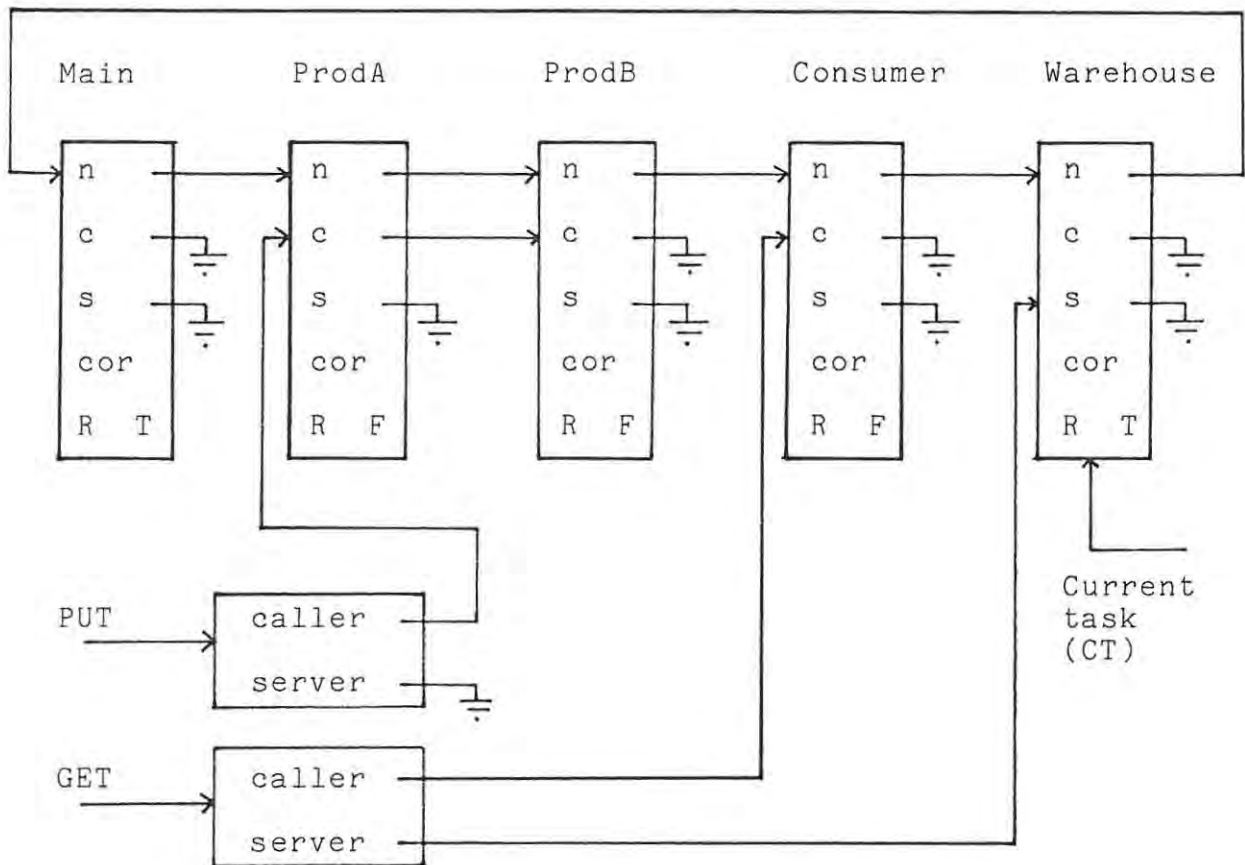 Main ProdA ProdB Consumer Warehouse
n n n n n
c c c c c
s s s s s
cor cor cor cor cor
R T R F R F R F R T
PUT
caller
server
Current
task
(CT)
GET
caller
server